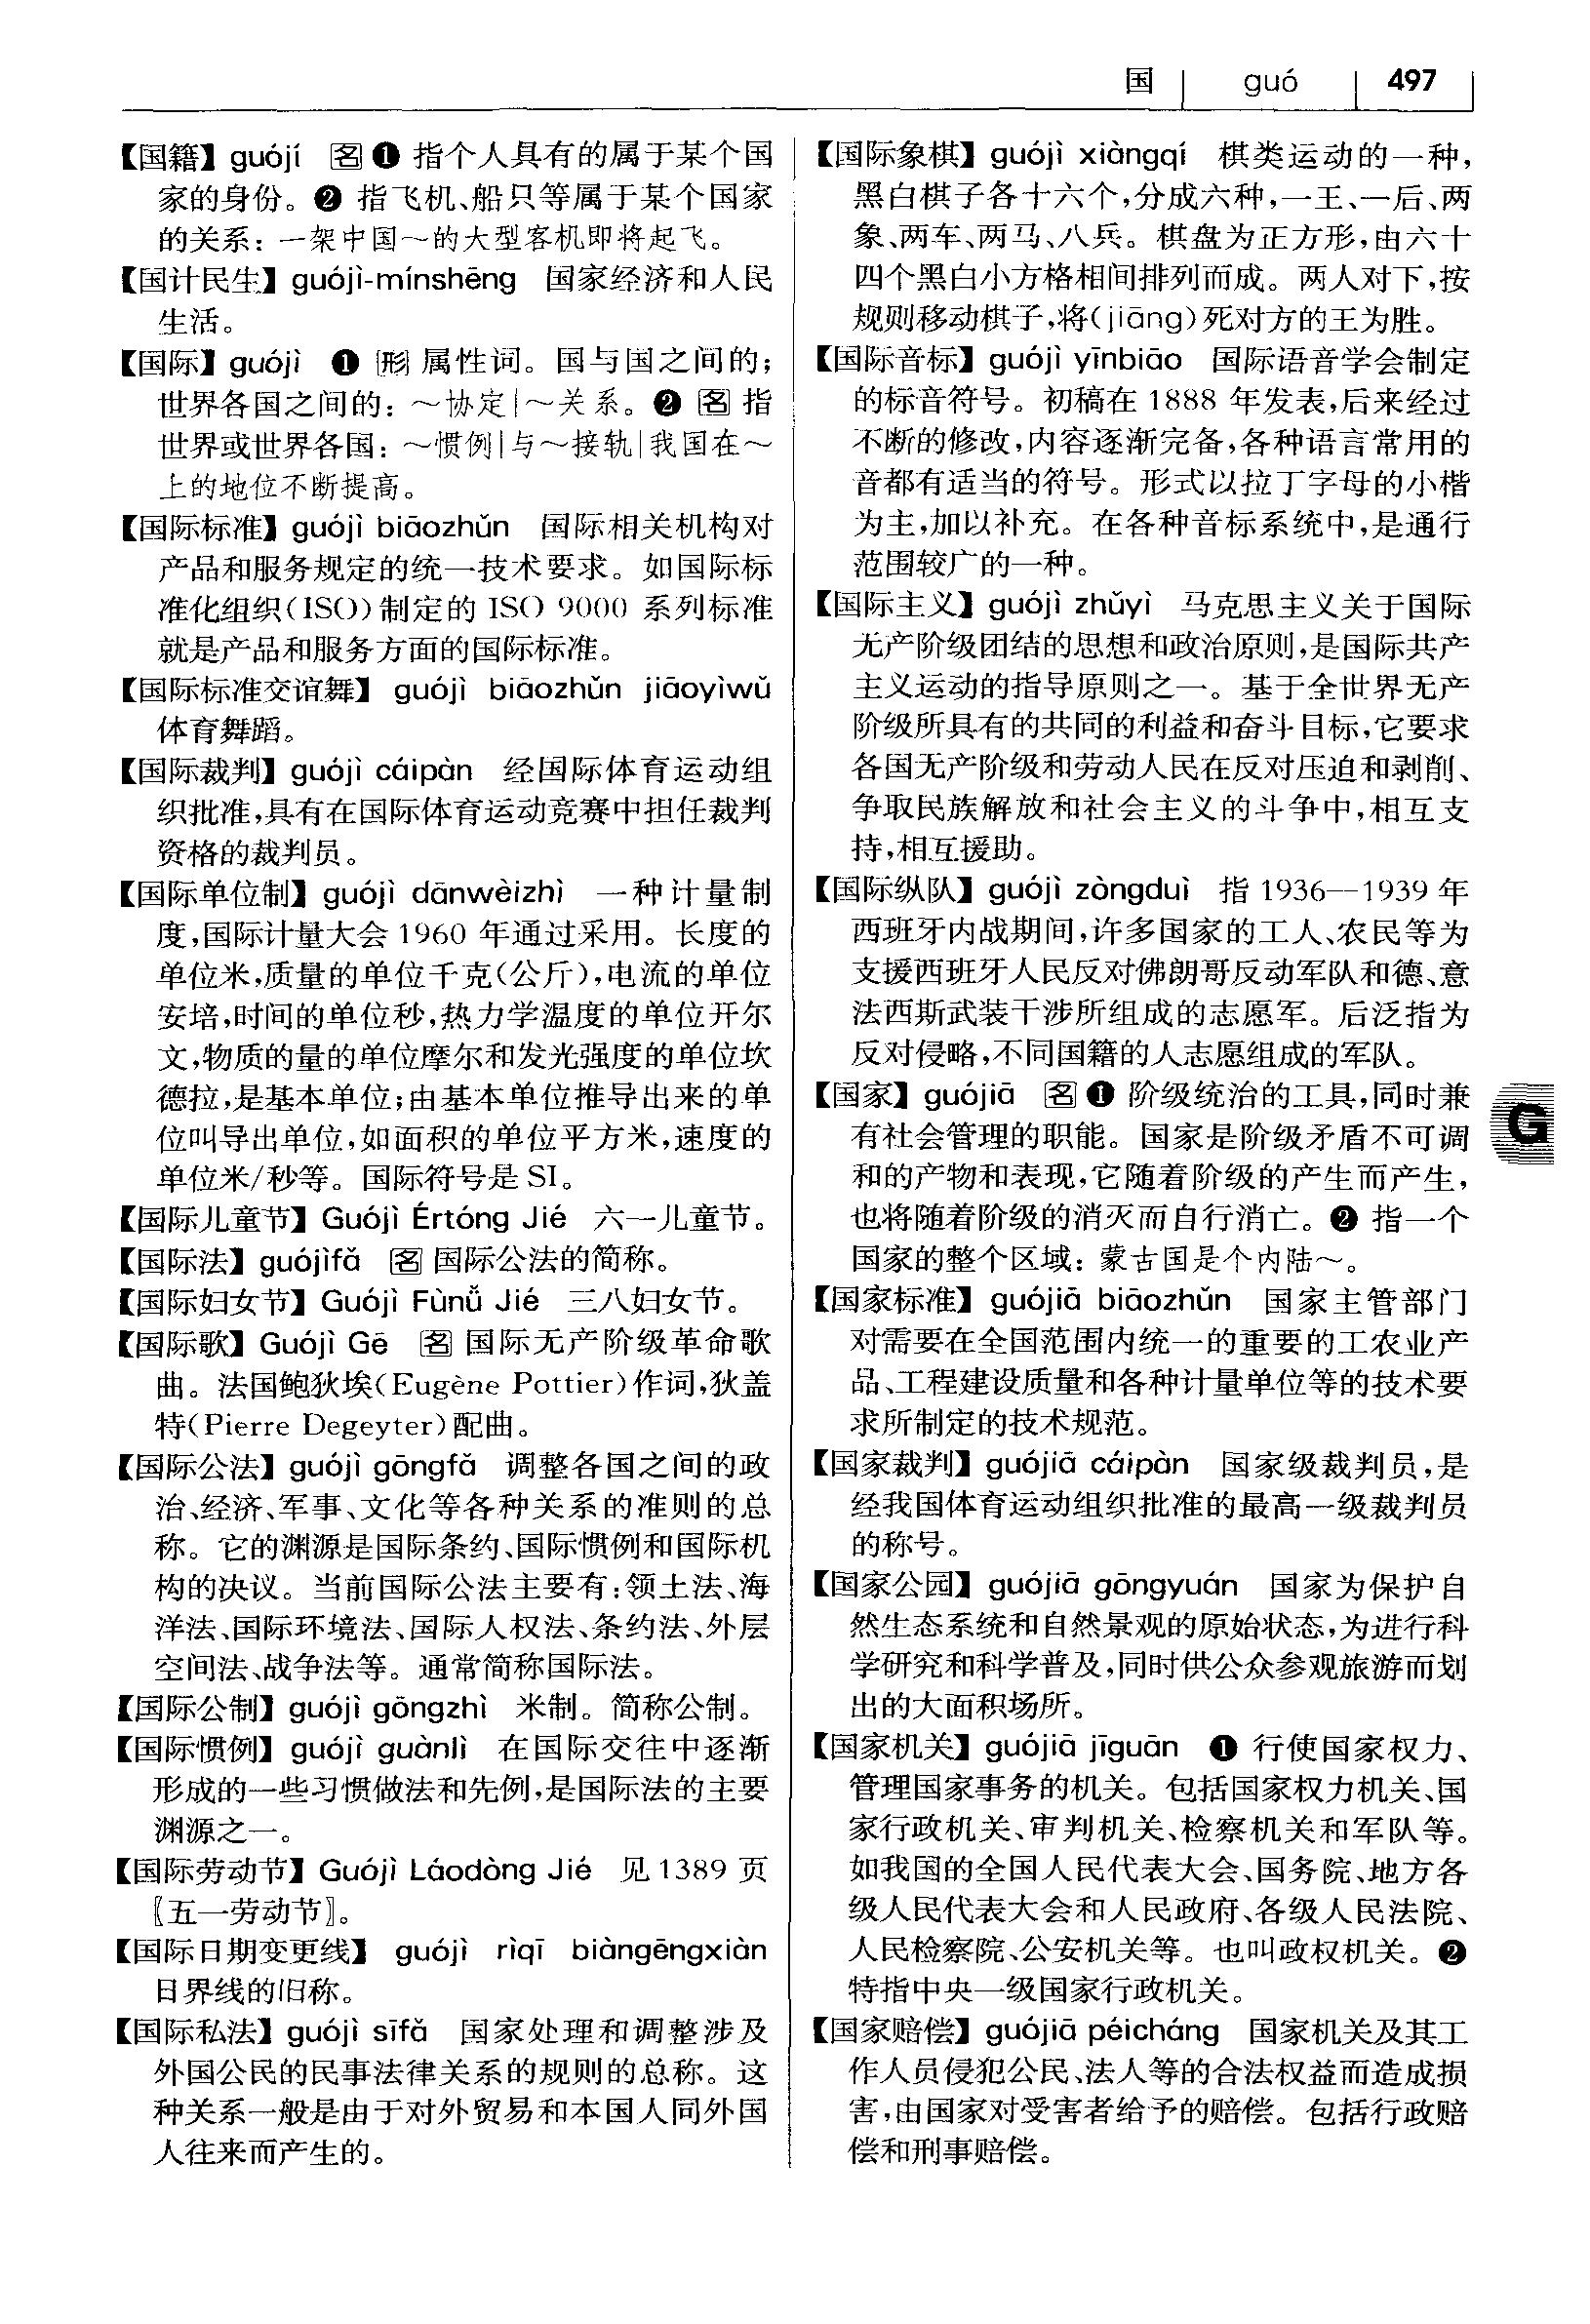 国 guó 497
【国籍】guójí 名❶ 指个人具有的属于某个国
家的身份。❷ 指飞机、船只等属于某个国家
的关系：一架中国～的大型客机即将起飞。
【国计民生】guójì-mínshēng 国家经济和人民
生活。
【国际】guójì ❶ 形 属性词。国与国之间的；
世界各国之间的：～协定|～关系。❷ 名 指
世界或世界各国：～惯例|与～接轨|我国在～
上的地位不断提高。
【国际标准】guójì biāozhǔn 国际相关机构对
产品和服务规定的统一技术要求。如国际标
准化组织(ISO)制定的 ISO 9000 系列标准
就是产品和服务方面的国际标准。
【国际标准交谊舞】guójì biāozhǔn jiāoyìwǔ
体育舞蹈。
【国际裁判】guójì cáipàn 经国际体育运动组
织批准，具有在国际体育运动竞赛中担任裁判
资格的裁判员。
【国际单位制】guójì dānwèizhì 一种计量制
度，国际计量大会 1960 年通过采用。长度的
单位米，质量的单位千克(公斤)，电流的单位
安培，时间的单位秒，热力学温度的单位开尔
文，物质的量的单位摩尔和发光强度的单位坎
德拉，是基本单位；由基本单位推导出来的单
位叫导出单位，如面积的单位平方米，速度的
单位米/秒等。国际符号是 SI。
【国际儿童节】Guójì Értóng Jié 六一儿童节。
【国际法】guójìfǎ 名 国际公法的简称。
【国际妇女节】Guójì Fùnǚ Jié 三八妇女节。
【国际歌】Guójì Gē 名 国际无产阶级革命歌
曲。法国鲍狄埃(Eugène Pottier)作词，狄盖
特(Pierre Degeyter)配曲。
【国际公法】guójì gōngfǎ 调整各国之间的政
治、经济、军事、文化等各种关系的准则的总
称。它的渊源是国际条约、国际惯例和国际机
构的决议。当前国际公法主要有：领土法、海
洋法、国际环境法、国际人权法、条约法、外层
空间法、战争法等。通常简称国际法。
【国际公制】guójì gōngzhì 米制。简称公制。
【国际惯例】guójì guànlì 在国际交往中逐渐
形成的一些习惯做法和先例，是国际法的主要
渊源之一。
【国际劳动节】Guójì Láodòng Jié 见 1389 页
〖五一劳动节〗。
【国际日期变更线】guójì rìqī biàngēngxiàn
日界线的旧称。
【国际私法】guójì sīfǎ 国家处理和调整涉及
外国公民的民事法律关系的规则的总称。这
种关系一般是由于对外贸易和本国人同外国
人往来而产生的。
【国际象棋】guójì xiàngqí 棋类运动的一种，
黑白棋子各十六个，分成六种，一王、一后、两
象、两车、两马、八兵。棋盘为正方形，由六十
四个黑白小方格相间排列而成。两人对下，按
规则移动棋子，将(jiāng)死对方的王为胜。
【国际音标】guójì yīnbiāo 国际语音学会制定
的标音符号。初稿在 1888 年发表，后来经过
不断的修改，内容逐渐完备，各种语言常用的
音都有适当的符号。形式以拉丁字母的小楷
为主，加以补充。在各种音标系统中，是通行
范围较广的一种。
【国际主义】guójì zhǔyì 马克思主义关于国际
无产阶级团结的思想和政治原则，是国际共产
主义运动的指导原则之一。基于全世界无产
阶级所具有的共同的利益和奋斗目标，它要求
各国无产阶级和劳动人民在反对压迫和剥削、
争取民族解放和社会主义的斗争中，相互支
持，相互援助。
【国际纵队】guójì zòngduì 指 1936—1939 年
西班牙内战期间，许多国家的工人、农民等为
支援西班牙人民反对佛朗哥反动军队和德、意
法西斯武装干涉所组成的志愿军。后泛指为
反对侵略，不同国籍的人志愿组成的军队。
【国家】guójiā 名❶ 阶级统治的工具，同时兼
有社会管理的职能。国家是阶级矛盾不可调
和的产物和表现，它随着阶级的产生而产生，
也将随着阶级的消灭而自行消亡。❷ 指一个
国家的整个区域：蒙古国是个内陆～。
【国家标准】guójiā biāozhǔn 国家主管部门
对需要在全国范围内统一的重要的工农业产
品、工程建设质量和各种计量单位等的技术要
求所制定的技术规范。
【国家裁判】guójiā cáipàn 国家级裁判员，是
经我国体育运动组织批准的最高一级裁判员
的称号。
【国家公园】guójiā gōngyuán 国家为保护自
然生态系统和自然景观的原始状态，为进行科
学研究和科学普及，同时供公众参观旅游而划
出的大面积场所。
【国家机关】guójiā jīguān ❶ 行使国家权力、
管理国家事务的机关。包括国家权力机关、国
家行政机关、审判机关、检察机关和军队等。
如我国的全国人民代表大会、国务院、地方各
级人民代表大会和人民政府、各级人民法院、
人民检察院、公安机关等。也叫政权机关。❷
特指中央一级国家行政机关。
【国家赔偿】guójiā péicháng 国家机关及其工
作人员侵犯公民、法人等的合法权益而造成损
害，由国家对受害者给予的赔偿。包括行政赔
偿和刑事赔偿。
G